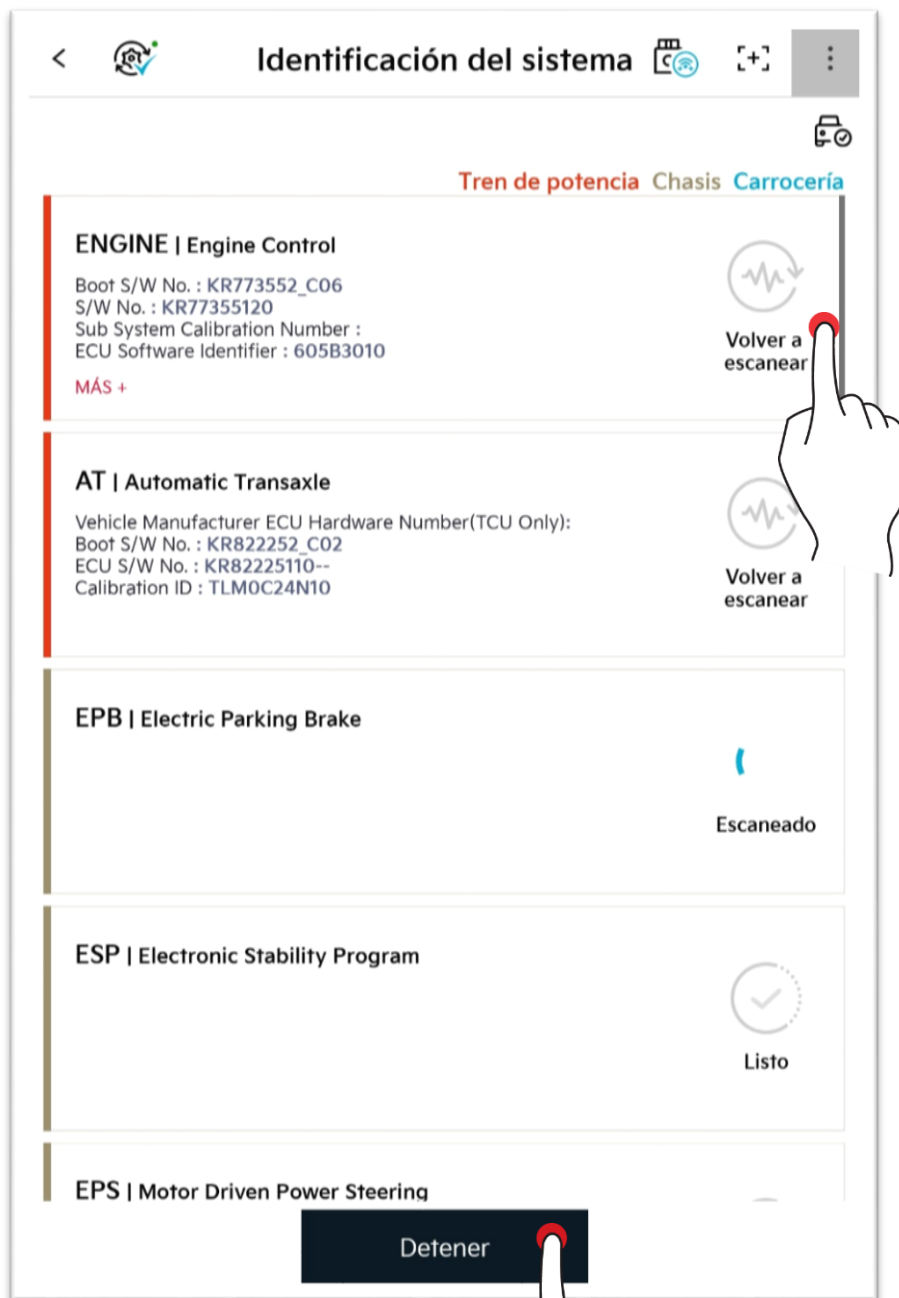 Identificación del sistema
Tren de potencia Chasis Carrocería
ENGINE | Engine Control
Boot S/W No. : KR773552_C06
S/W No. : KR77355120
Sub System Calibration Number :
ECU Software Identifier : 605B3010
MÁS +
Volver a
escanear
AT | Automatic Transaxle
Vehicle Manufacturer ECU Hardware Number(TCU Only):
Boot S/W No. : KR822252_C02
ECU S/W No. : KR82225110--
Calibration ID : TLM0C24N10
Volver a
escanear
EPB | Electric Parking Brake
Escaneado
ESP | Electronic Stability Program
Listo
EPS | Motor Driven Power Steering
Detener